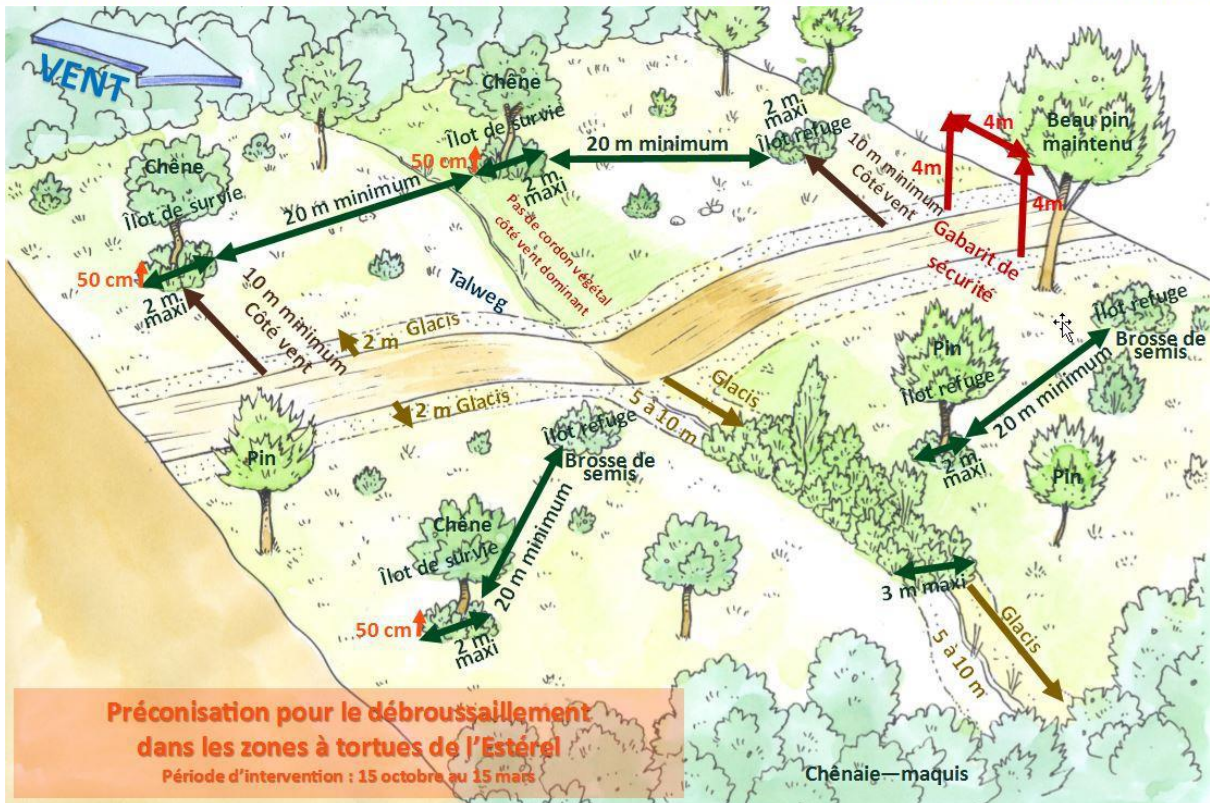 VENT
Chêne
Îlot de survie
50 cm
2 m.
maxi
20 m minimum
10 m minimum
Côté vent
Chêne
Îlot de survie
50 cm
2 m.
maxi
20 m minimum
2 m.
maxi
Îlot refuge
10 m minimum
Côté vent
4m
4m
4m
Gabarit de
sécurité
Beau pin
maintenu
Pas de cordon végétal
côté vent dominant
Talweg
Glacis
2 m
2 m Glacis
Glacis
5 à 10 m
Pin
Îlot refuge
Brosse de
semis
20 m minimum
Chêne
Îlot de survie
50 cm
2 m.
maxi
Îlot refuge
Brosse de
semis
20 m minimum
Pin
Îlot refuge
2 m.
maxi
Pin
3 m maxi
Glacis
5 à 10 m
Chênaie—maquis
Préconisation pour le débroussaillement
dans les zones à tortues de l'Estérel
Période d'intervention : 15 octobre au 15 mars